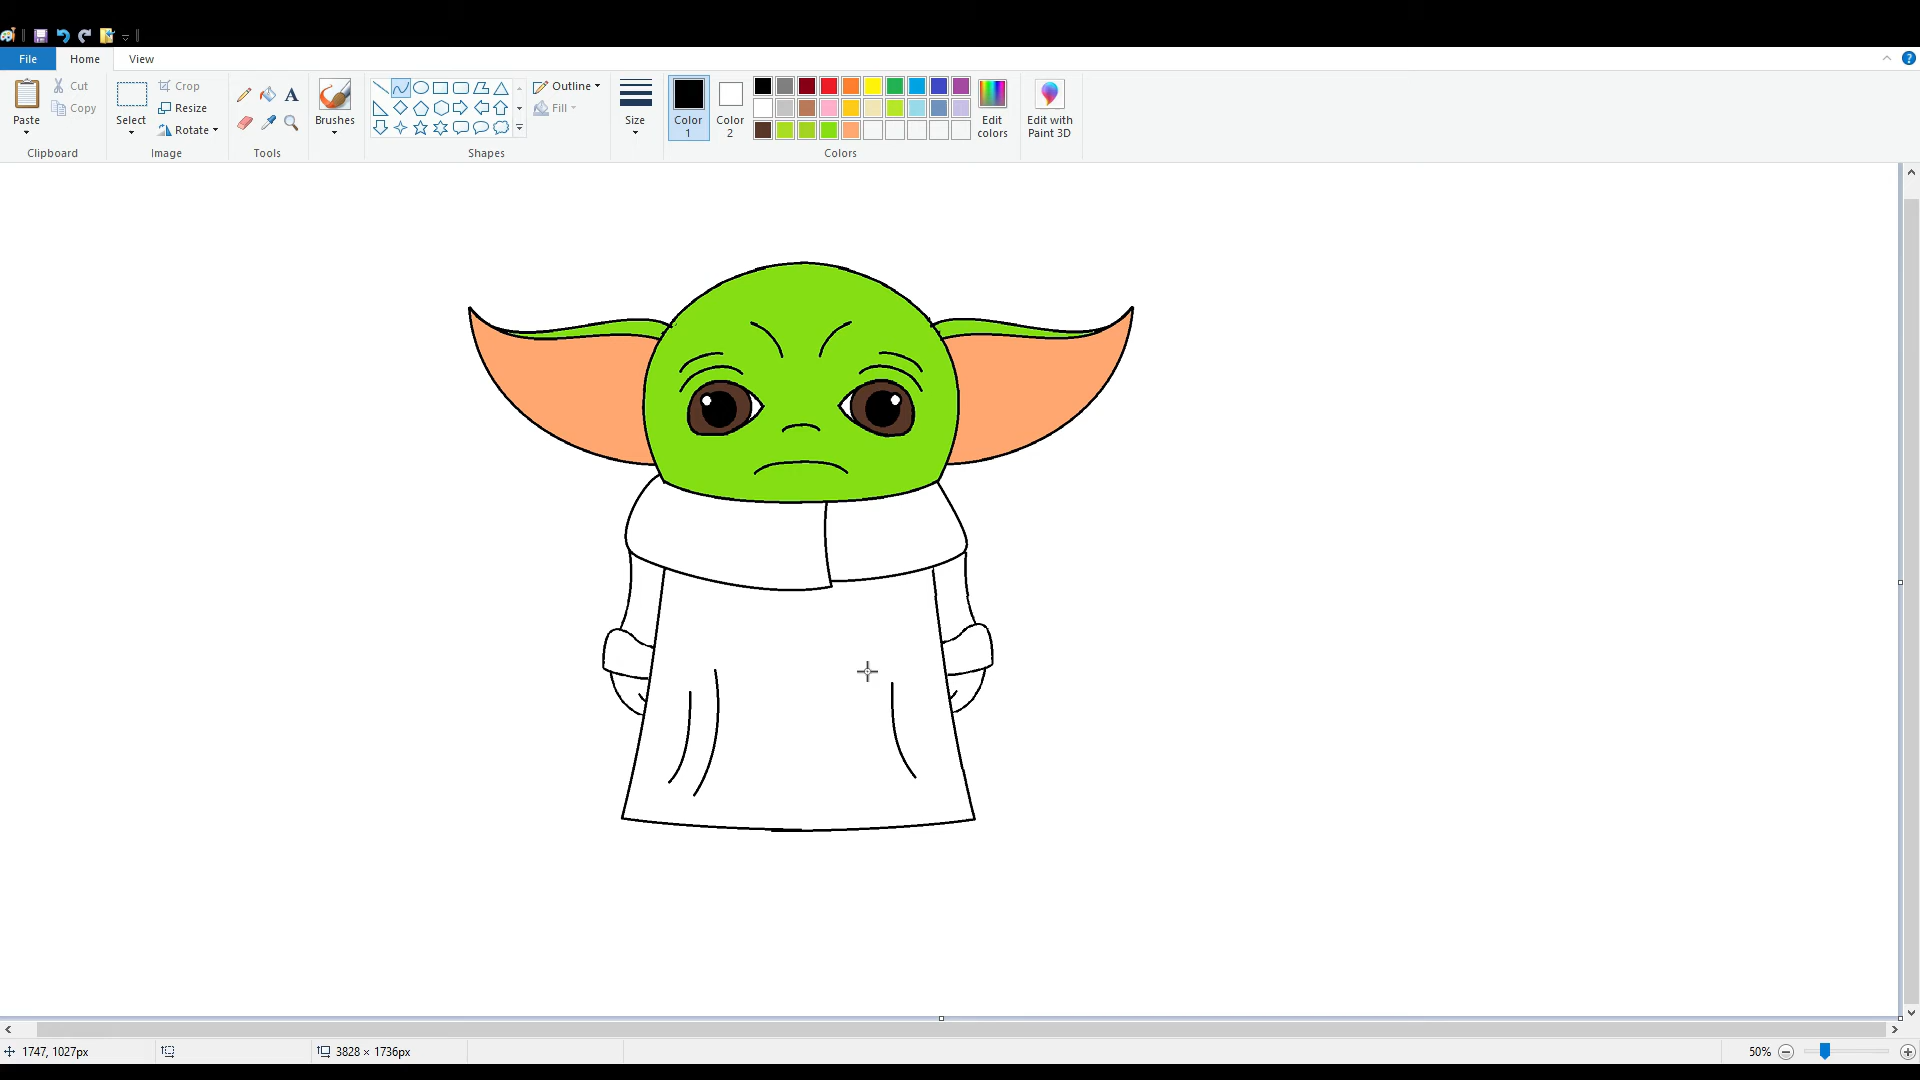 File Home View
Paste Cut Copy
Clipboard
Select Crop Resize Rotate
Image
A
Tools
Brushes
Outline Fill
Shapes
Size
Color 1
Color 2
Edit colors
Colors
Edit with Paint 3D
?
1747, 1027px
3828 × 1736px
50%